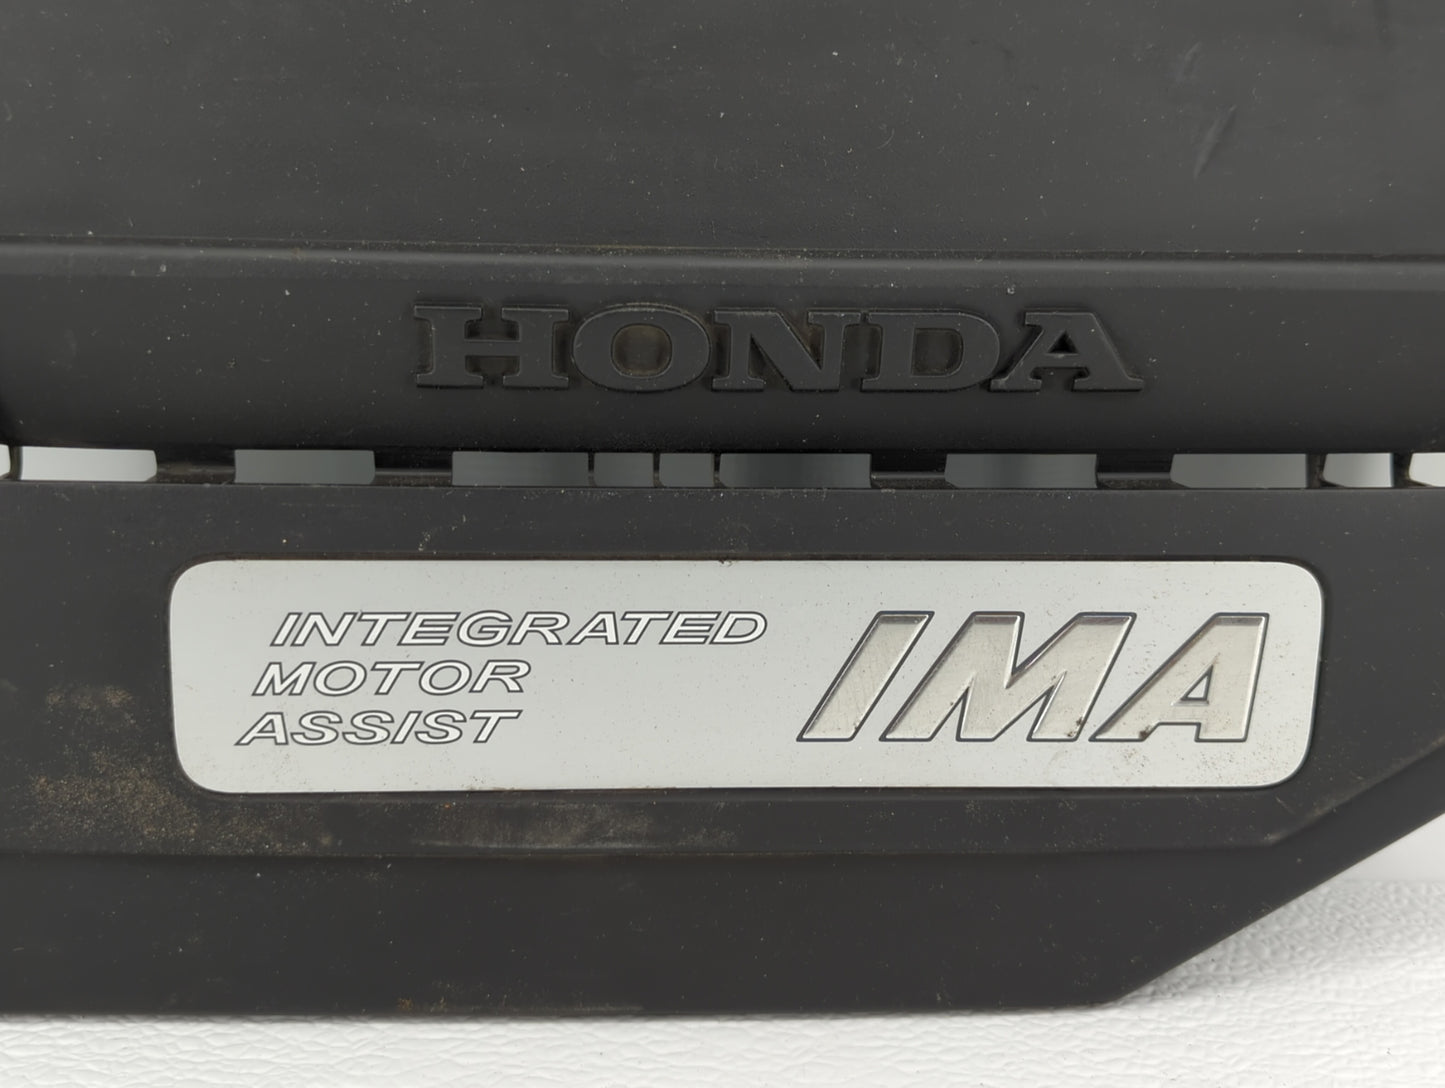 HONDA
INTEGRATED
MOTOR
ASSIST
IMA